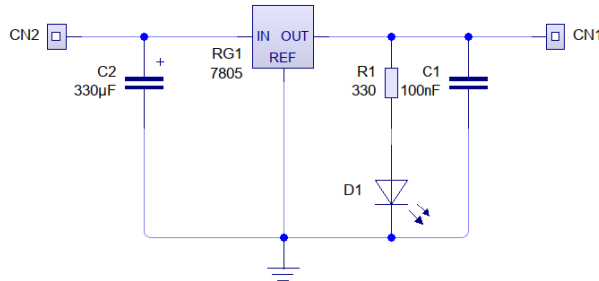 CN2
IN OUT
REF
RG1
7805
CN1
C2
330µF
+
R1
330
C1
100nF
D1